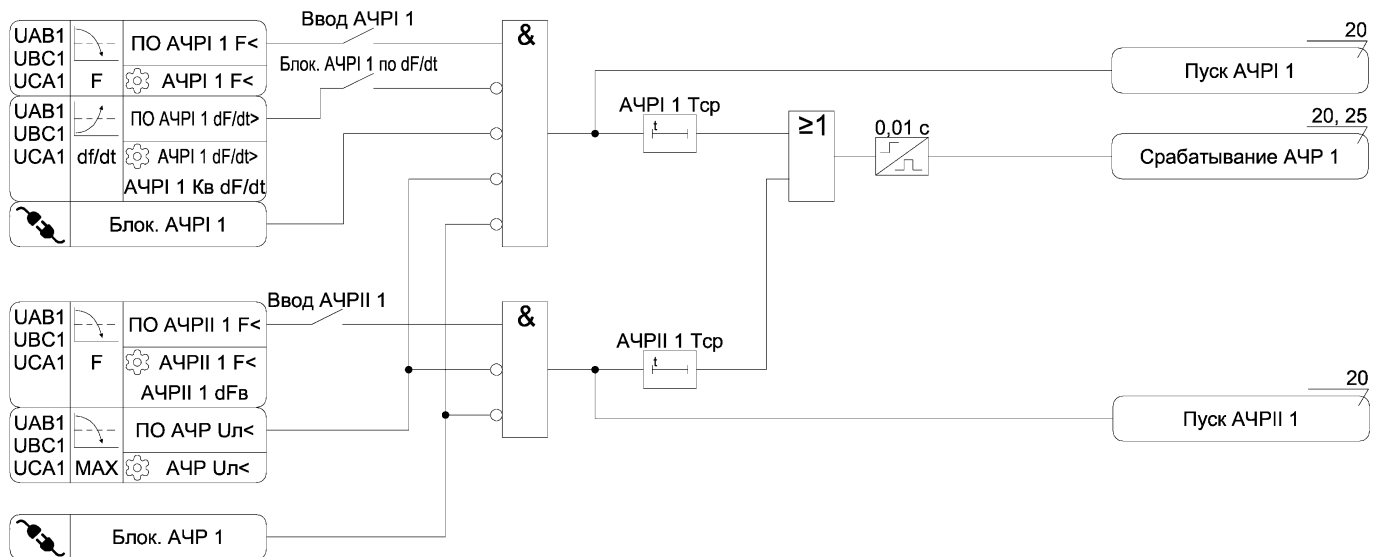 Ввод АЧРI 1
UAB1
UBC1
UCA1
F
ПО АЧРI 1 F<
АЧРI 1 F<
Блок. АЧРI 1 по dF/dt
UAB1
UBC1
UCA1
df/dt
ПО АЧРI 1 dF/dt>
АЧРI 1 dF/dt>
АЧРI 1 Кв dF/dt
Блок. АЧРI 1
&
АЧРI 1 Тср
t
≥1
0,01 с
20
Пуск АЧРI 1
20, 25
Срабатывание АЧР 1
Ввод АЧРII 1
UAB1
UBC1
UCA1
F
ПО АЧРII 1 F<
АЧРII 1 F<
АЧРII 1 dFв
UAB1
UBC1
UCA1
MAX
ПО АЧР Uл<
АЧР Uл<
Блок. АЧР 1
&
АЧРII 1 Тср
t
20
Пуск АЧРII 1